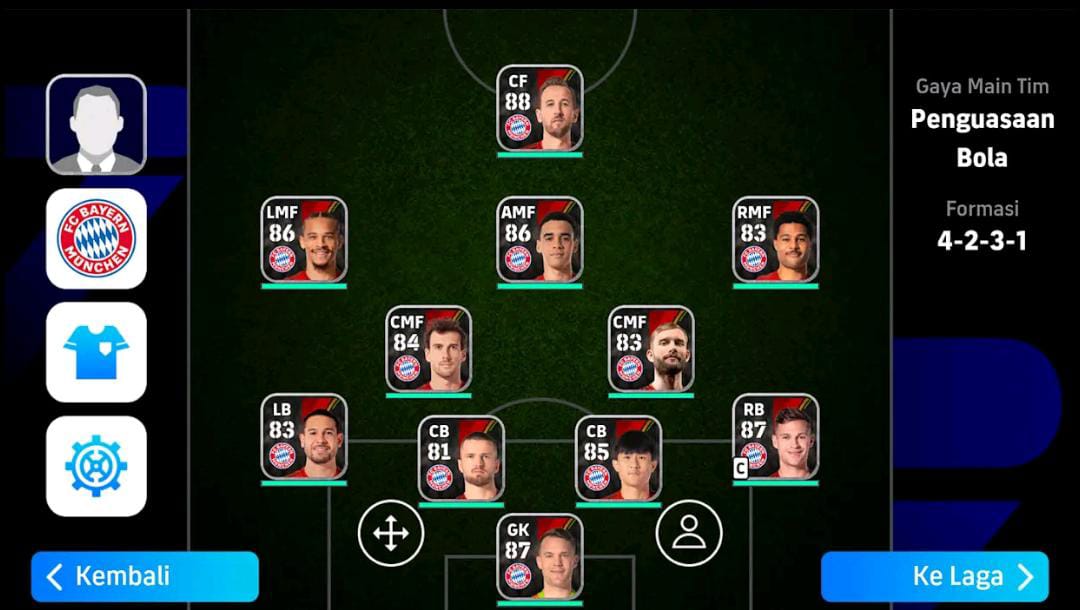 CF
88
LMF
86
AMF
86
RMF
83
CMF
84
CMF
83
LB
83
CB
81
CB
85
RB
87
C
GK
87
FC BAYERN
MÜNCHEN
Gaya Main Tim
Penguasaan
Bola
Formasi
4-2-3-1
Kembali
Ke Laga